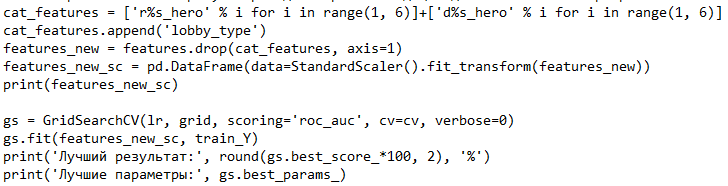 cat_features = ['r%s_hero' % i for i in range(1, 6)]+['d%s_hero' % i for i in range(1, 6)]
cat_features.append('lobby_type')
features_new = features.drop(cat_features, axis=1)
features_new_sc = pd.DataFrame(data=StandardScaler().fit_transform(features_new))
print(features_new_sc)
gs = GridSearchCV(lr, grid, scoring='roc_auc', cv=cv, verbose=0)
gs.fit(features_new_sc, train_Y)
print('Лучший результат:', round(gs.best_score_*100, 2), '%')
print('Лучшие параметры:', gs.best_params_)